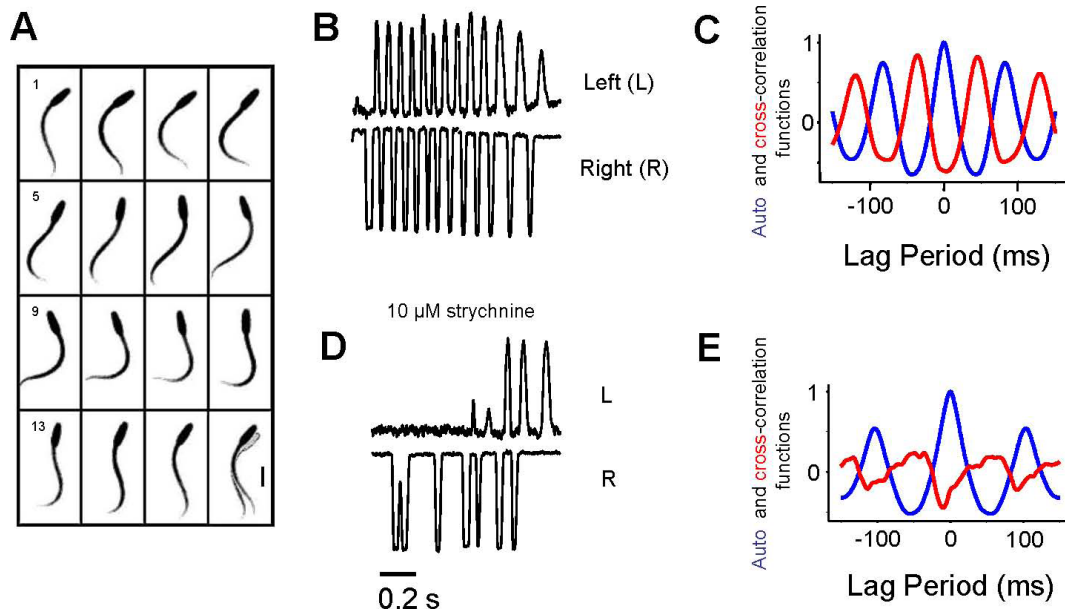 A
1
5
9
13
B
Left (L)
Right (R)
C
Auto and cross-correlation
functions
1
0
-100 0 100
Lag Period (ms)
10 µM strychnine
D
L
R
0.2 s
E
Auto and cross-correlation
functions
1
0
-100 0 100
Lag Period (ms)